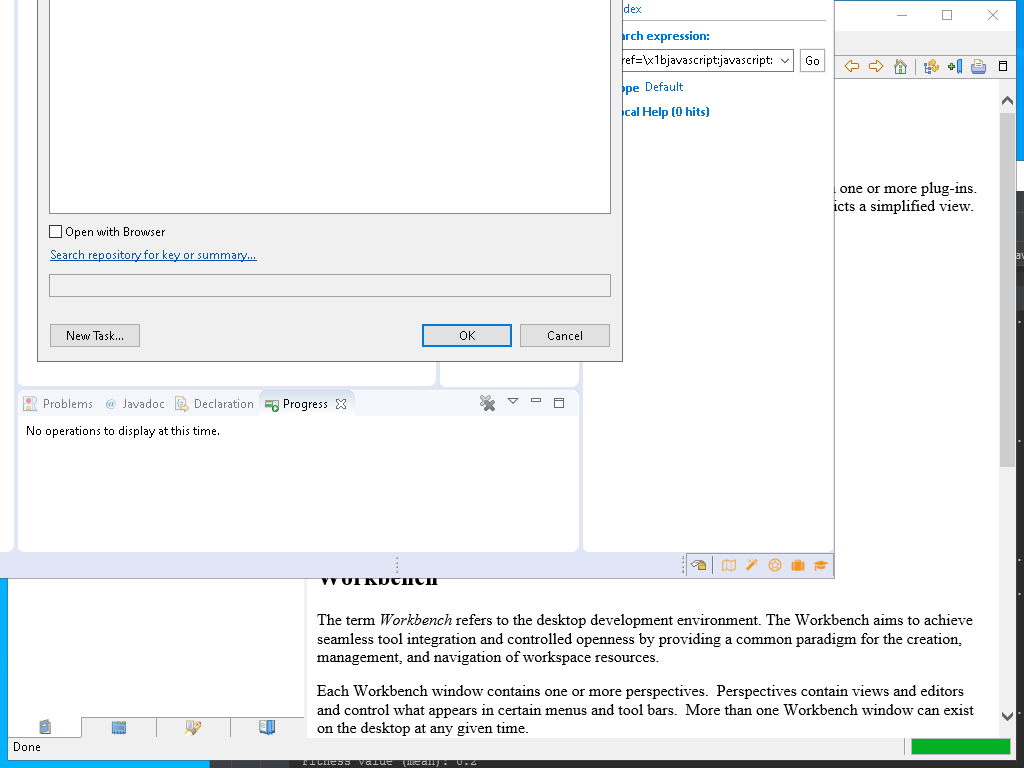 dex
arch expression:
ref=\x1bjavascript:javascript:
Go
ope Default
cal Help (0 hits)
one or more plug-ins.
icts a simplified view.
Open with Browser
Search repository for key or summary...
New Task...
OK
Cancel
Problems
@ Javadoc
Declaration
Progress
No operations to display at this time.
Workbench
The term Workbench refers to the desktop development environment. The Workbench aims to achieve
seamless tool integration and controlled openness by providing a common paradigm for the creation,
management, and navigation of workspace resources.
Each Workbench window contains one or more perspectives.  Perspectives contain views and editors
and control what appears in certain menus and tool bars.  More than one Workbench window can exist
on the desktop at any given time.
Done
Fitness value (mean): 0.2